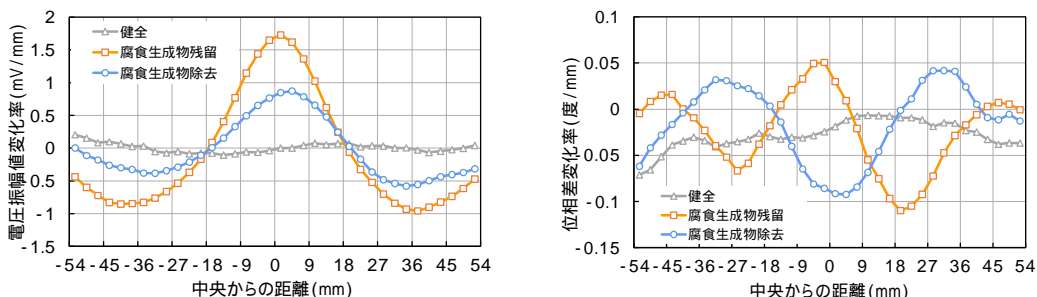 電圧振幅値変化率(mV/mm)
2
1.5
1
0.5
0
0.5
-1
-1.5
健全
腐食生成物残留
腐食生成物除去
-54 -45 -36 -27 -18 -9 0 9 18 27 36 45 54
中央からの距離(mm)
位相差変化率(度/mm)
0.1
0.05
0
0.05
-0.1
-0.15
健全
腐食生成物残留
腐食生成物除去
-54 -45 -36 -27 -18 -9 0 9 18 27 36 45 54
中央からの距離(mm)